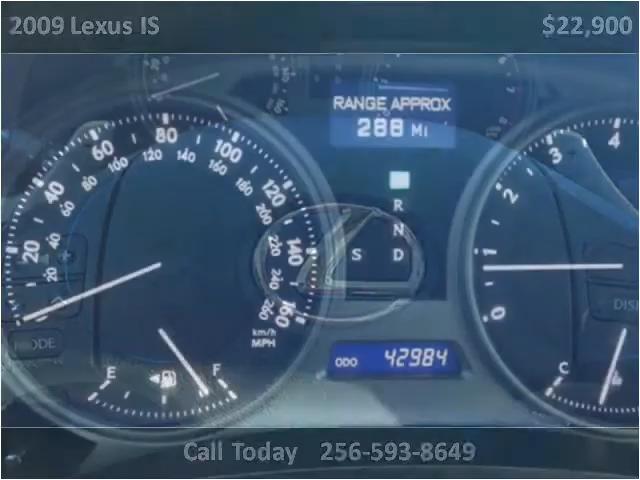 2009 Lexus IS $22,900
RANGE APPROX
288 Mi
R
N
S D
20 40 60 80 100 120 140 160
20 40 60 80 100 120 140 160 180 200 220 240 260
km/h
MPH
E F
ODO 42984
0 1 2 3 4
C
MODE
DIS
Call Today 256-593-8649